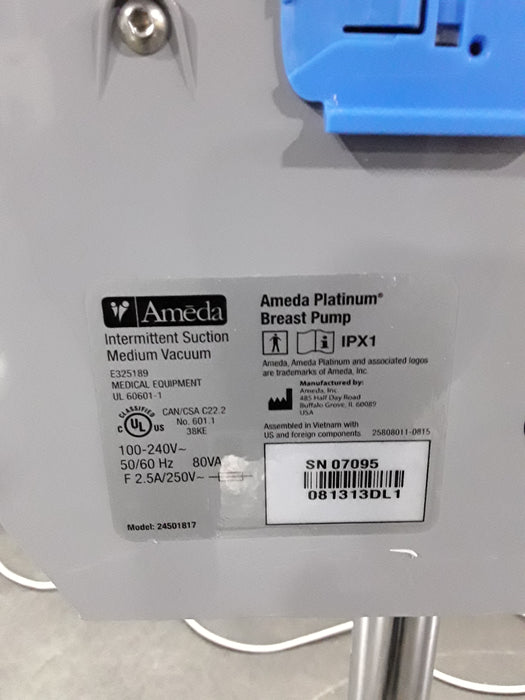 Amēda
Intermittent Suction
Medium Vacuum
E325189
MEDICAL EQUIPMENT
UL 60601-1
CLASSIFIED
C UL US
CAN/CSA C22.2
No. 601.1
38KE
100-240V~
50/60 Hz 80VA
F 2.5A/250V~
Model: 24501817
Ameda Platinum®
Breast Pump
i IPX1
Ameda, Ameda Platinum and associated logos
are trademarks of Ameda, Inc.
Manufactured by:
Ameda, Inc.
485 Half Day Road
Buffalo Grove, IL 60089
USA
Assembled in Vietnam with
US and foreign components 25808011-0815
SN 07095
081313DL1